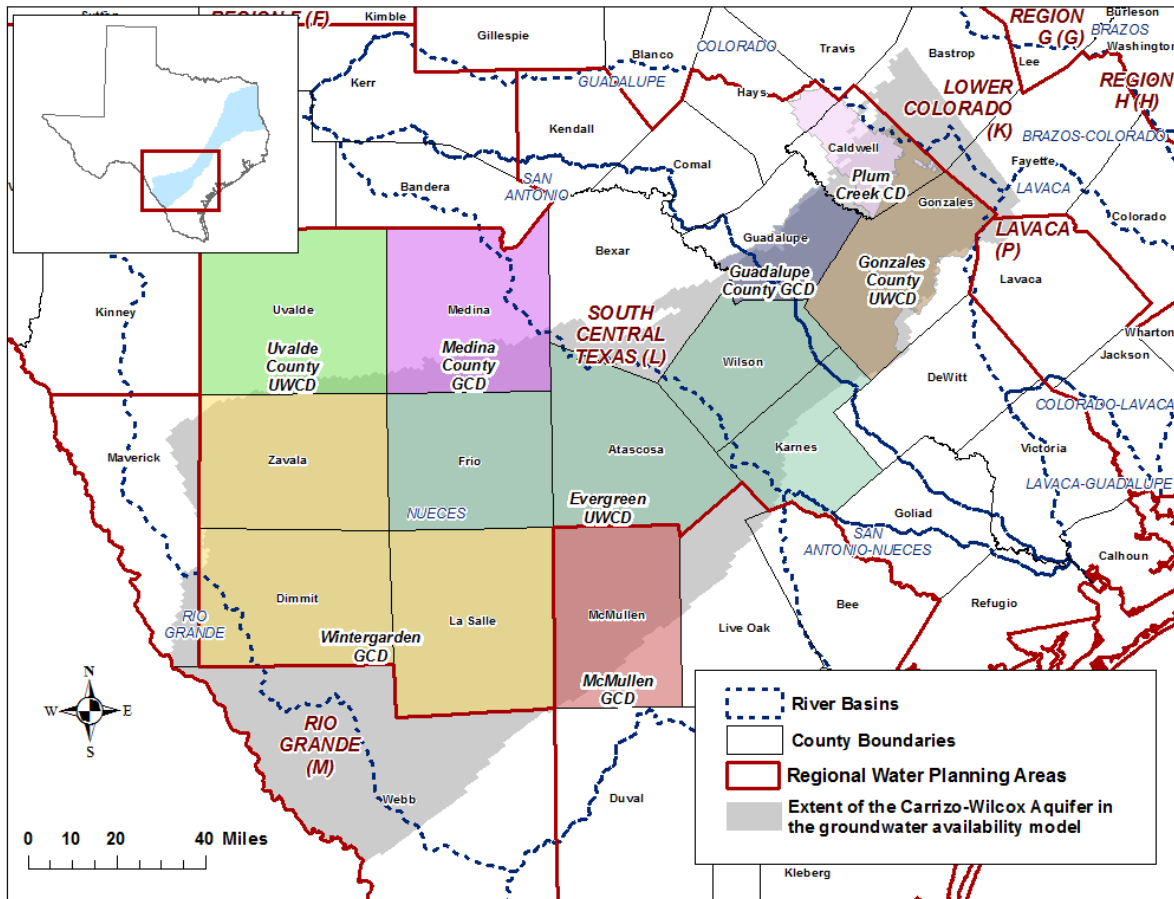 Sutton
REGION F (F)
Kimble
Gillespie
Blanco
COLORADO
Travis
Bastrop
REGION
G (G)
Burleson
BRAZOS
Washington
Lee
Kerr
GUADALUPE
Hays
LOWER
COLORADO
(K)
REGION
H (H)
Kendall
BRAZOS-COLORADO
Caldwell
Comal
Fayette
Bandera
SAN
ANTONIO
Plum
Creek CD
LAVACA
Gonzales
Colorado
Bexar
Guadalupe
LAVACA
(P)
Guadalupe
County GCD
Gonzales
County
UWCD
Lavaca
Kinney
Uvalde
Medina
SOUTH
CENTRAL
TEXAS (L)
Wharton
Uvalde
County
UWCD
Medina
County
GCD
Wilson
Jackson
DeWitt
COLORADO-LAVACA
Maverick
Zavala
Frio
Atascosa
Karnes
Victoria
LAVACA-GUADALUPE
NUECES
Evergreen
UWCD
Goliad
SAN
ANTONIO-NUECES
Calhoun
Dimmit
La Salle
McMullen
Bee
Refugio
RIO
GRANDE
Live Oak
Wintergarden
GCD
McMullen
GCD
N
W
E
S
RIO
GRANDE
(M)
Webb
Duval
0 10 20 40 Miles
River Basins
County Boundaries
Regional Water Planning Areas
Extent of the Carrizo-Wilcox Aquifer in
the groundwater availability model
Kleberg